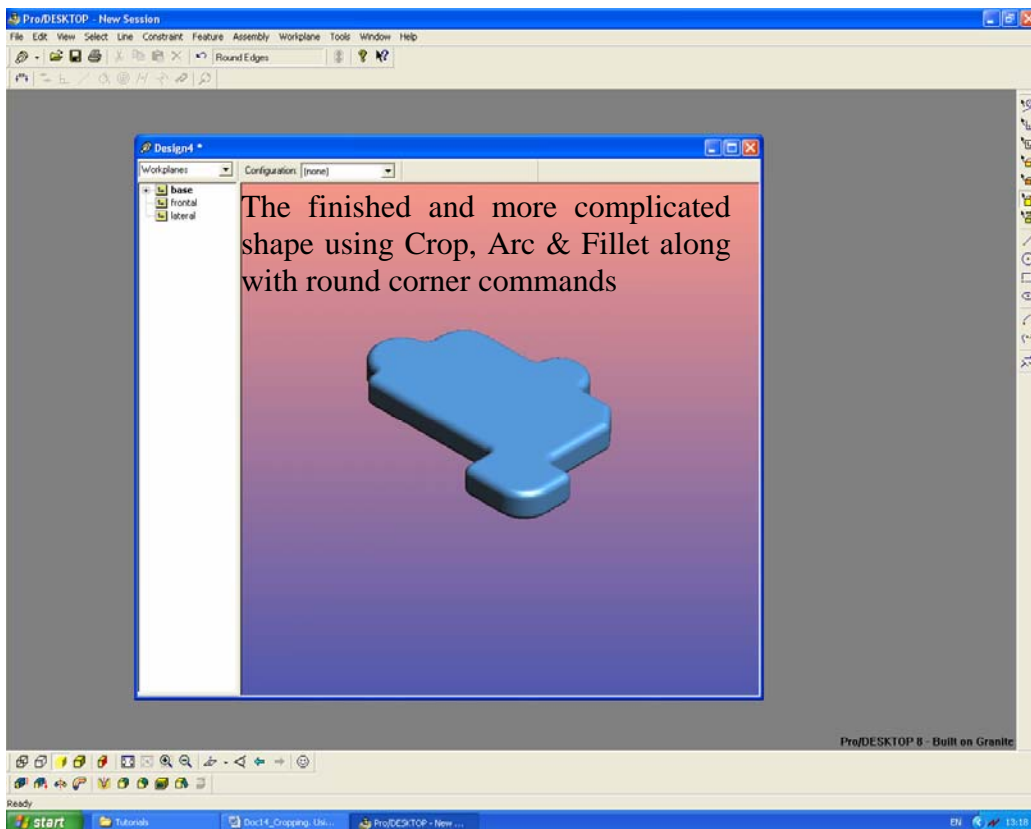 Pro/DESKTOP - New Session
File Edit View Select Line Constraint Feature Assembly Workplane Tools Window Help
Round Edges
Design4 *
Workplanes
Configuration: (none)
base
frontal
lateral
The finished and more complicated
shape using Crop, Arc & Fillet along
with round corner commands
Pro/DESKTOP 8 - Built on Granite
Ready
start
Tutorials
Doc14_Cropping. Usi...
Pro/DESKTOP - New ...
EN
13:18